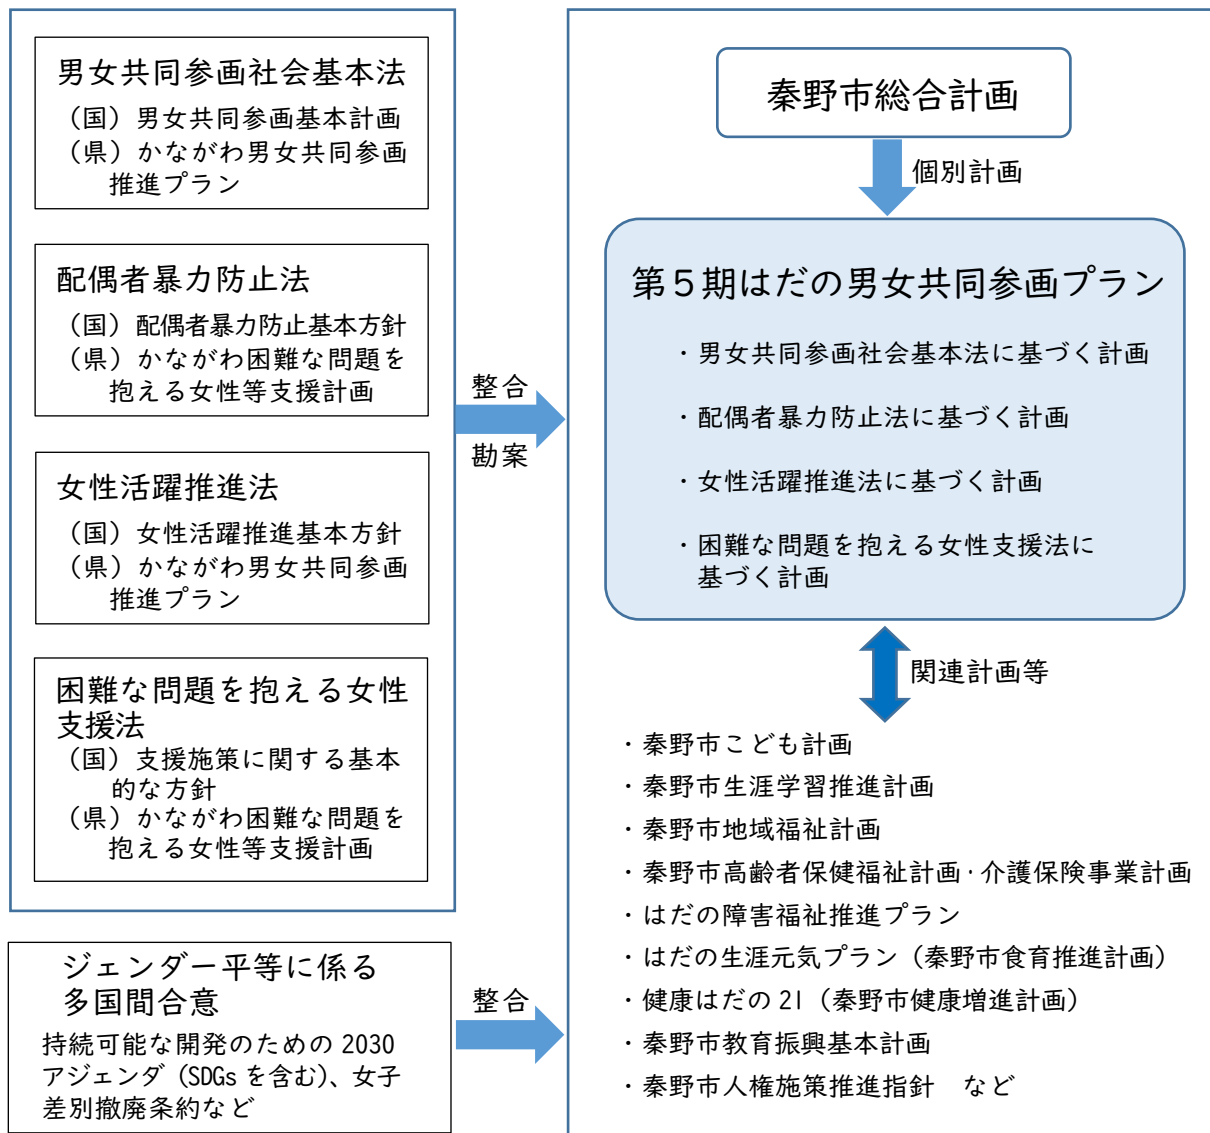 男女共同参画社会基本法
（国）男女共同参画基本計画
（県）かながわ男女共同参画
推進プラン
配偶者暴力防止法
（国）配偶者暴力防止基本方針
（県）かながわ困難な問題を
抱える女性等支援計画
女性活躍推進法
（国）女性活躍推進基本方針
（県）かながわ男女共同参画
推進プラン
困難な問題を抱える女性
支援法
（国）支援施策に関する基本
的な方針
（県）かながわ困難な問題を
抱える女性等支援計画
ジェンダー平等に係る
多国間合意
持続可能な開発のための 2030
アジェンダ（SDGs を含む）、女子
差別撤廃条約など
整合
勘案
整合
秦野市総合計画
個別計画
第５期はだの男女共同参画プラン
・男女共同参画社会基本法に基づく計画
・配偶者暴力防止法に基づく計画
・女性活躍推進法に基づく計画
・困難な問題を抱える女性支援法に
基づく計画
関連計画等
・秦野市こども計画
・秦野市生涯学習推進計画
・秦野市地域福祉計画
・秦野市高齢者保健福祉計画･介護保険事業計画
・はだの障害福祉推進プラン
・はだの生涯元気プラン（秦野市食育推進計画）
・健康はだの 21（秦野市健康増進計画）
・秦野市教育振興基本計画
・秦野市人権施策推進指針　など